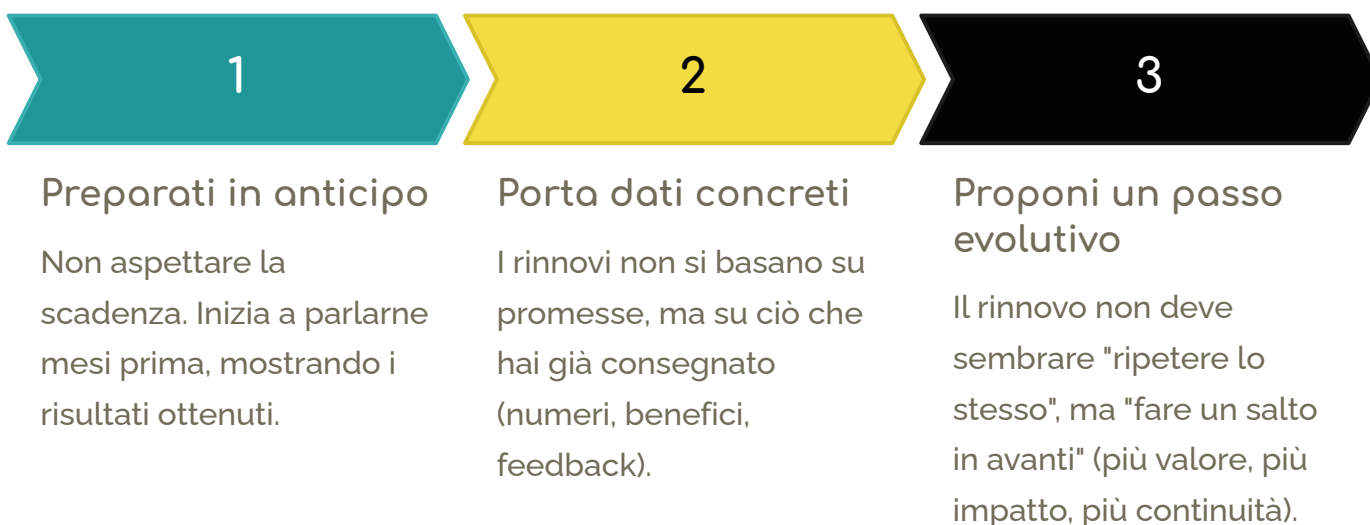 1
Preparati in anticipo
Non aspettare la
scadenza. Inizia a parlarne
mesi prima, mostrando i
risultati ottenuti.
2
Porta dati concreti
I rinnovi non si basano su
promesse, ma su ciò che
hai già consegnato
(numeri, benefici,
feedback).
3
Proponi un passo
evolutivo
Il rinnovo non deve
sembrare "ripetere lo
stesso", ma "fare un salto
in avanti" (più valore, più
impatto, più continuità).